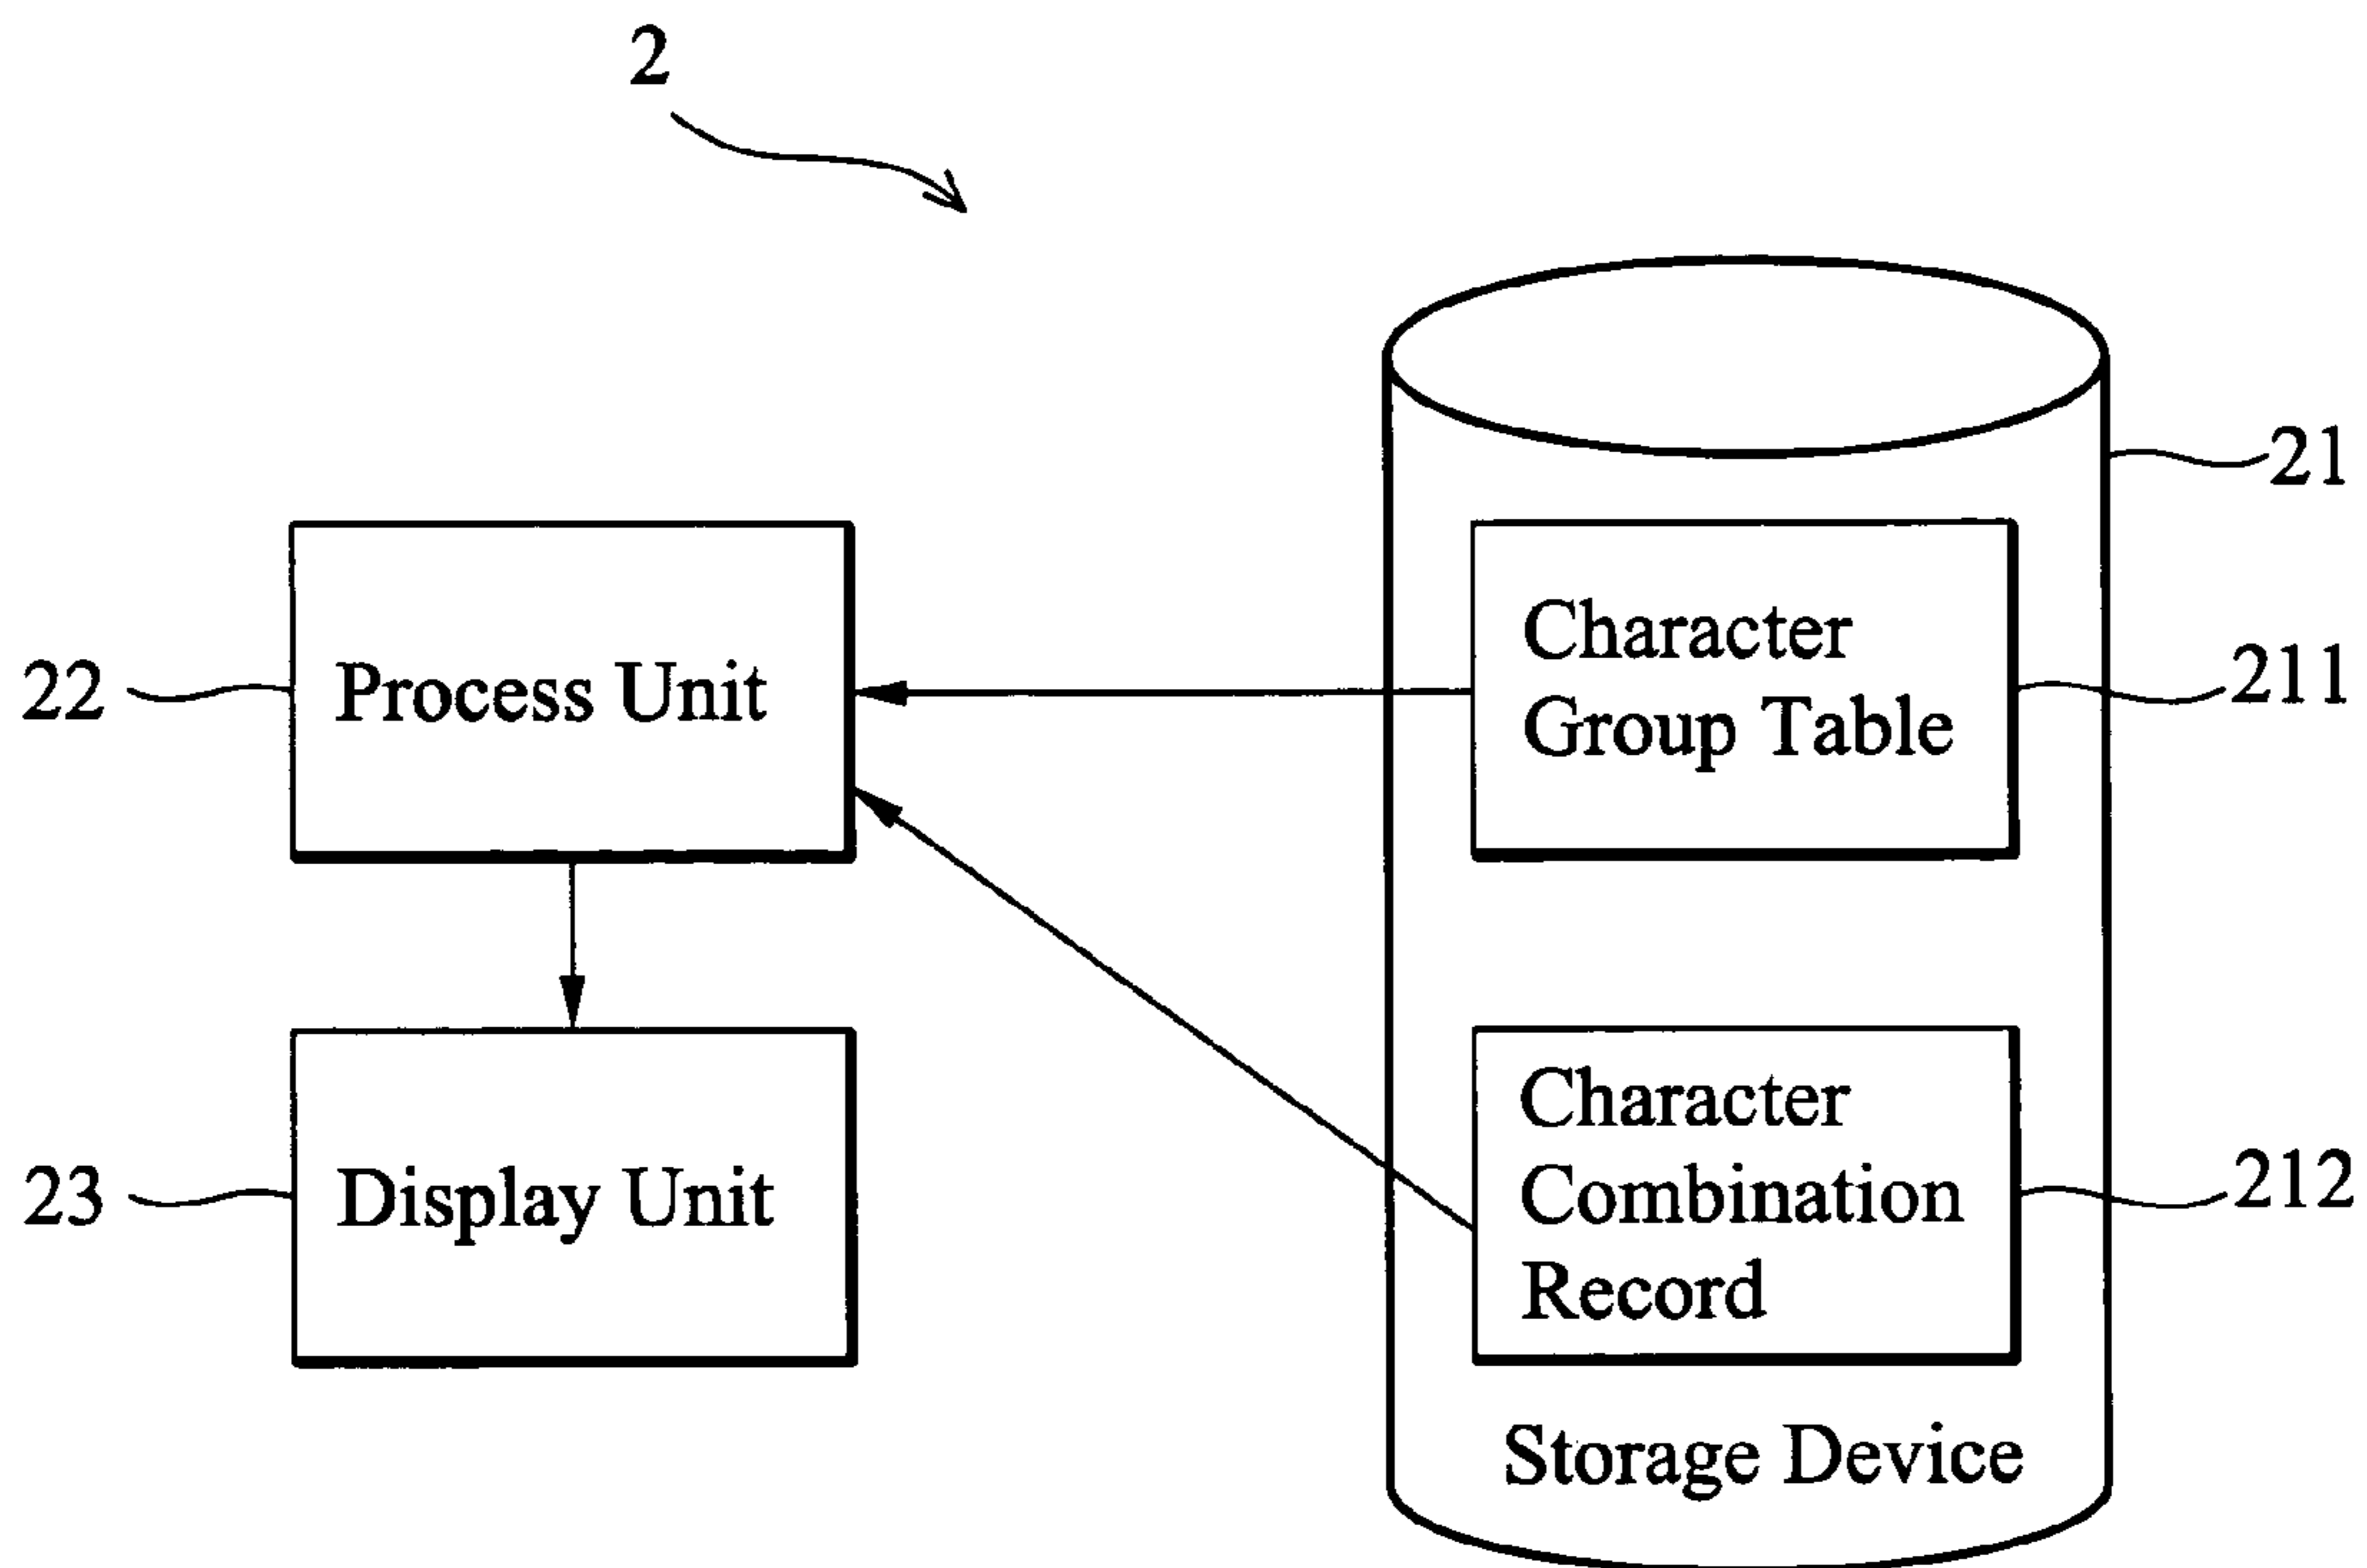 2
21
Character
Group Table
211
22
Process Unit
Character
Combination
Record
212
23
Display Unit
Storage Device